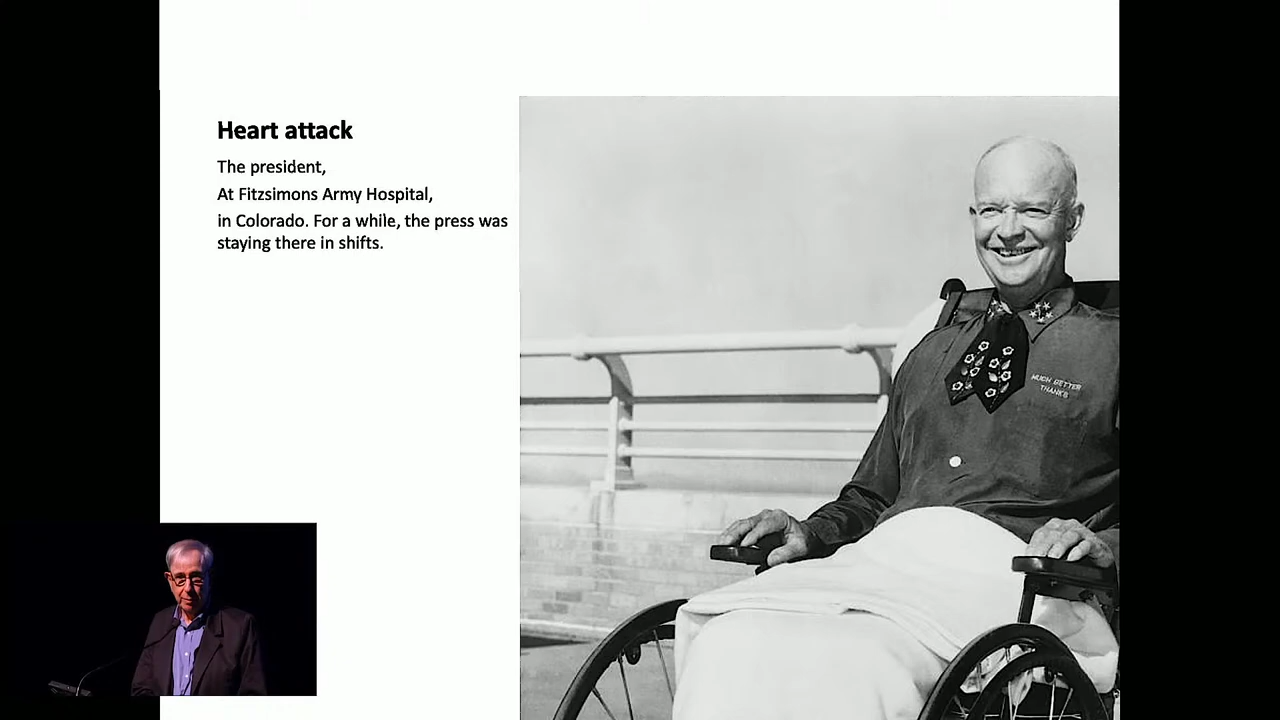 Heart attack
The president,
At Fitzsimons Army Hospital,
in Colorado. For a while, the press was
staying there in shifts.
MUCH BETTER
THANKS